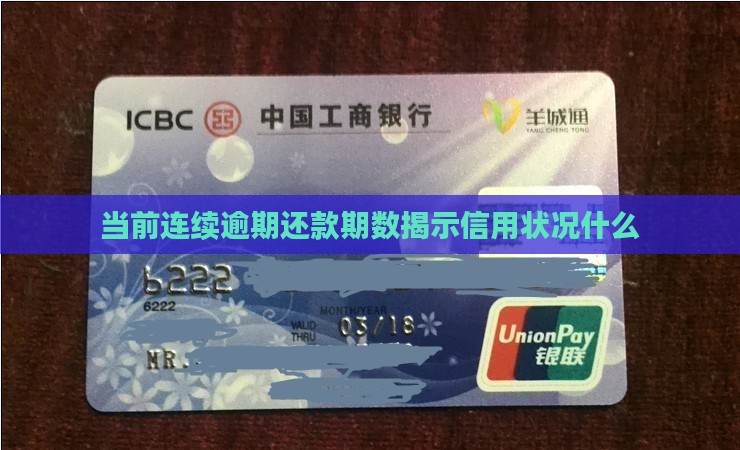 ICBC 中国工商银行 羊城通
YANG CHENG TONG
当前连续逾期还款期数揭示信用状况什么
6222
6222
MONTH/YEAR
VALID THRU 03/18
MR.
UnionPay
银联